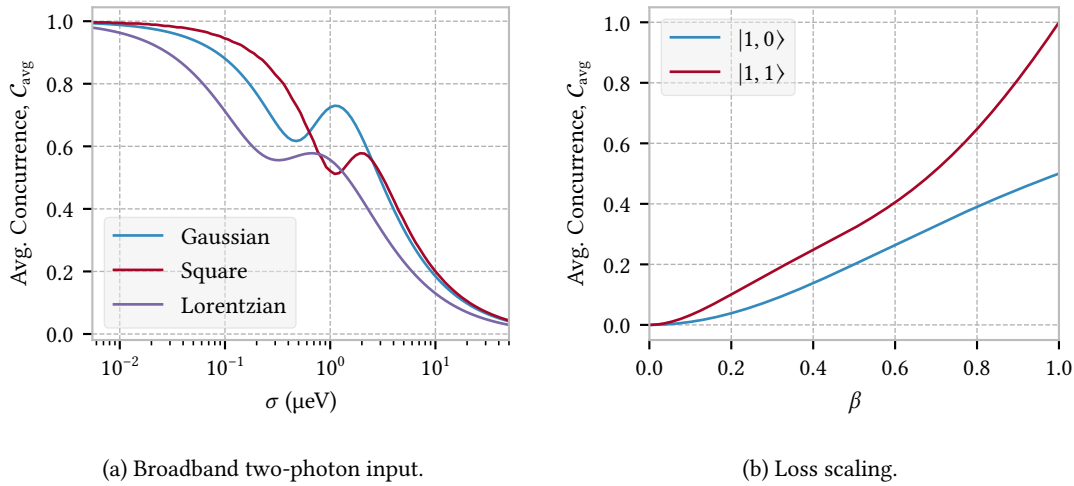 Avg. Concurrence, 𝒞avg
1.0
0.8
0.6
0.4
0.2
0.0
Gaussian
Square
Lorentzian
10⁻² 10⁻¹ 10⁰ 10¹
σ (μeV)
(a) Broadband two-photon input.
Avg. Concurrence, 𝒞avg
1.0
0.8
0.6
0.4
0.2
0.0
|1, 0⟩
|1, 1⟩
0.0 0.2 0.4 0.6 0.8 1.0
β
(b) Loss scaling.